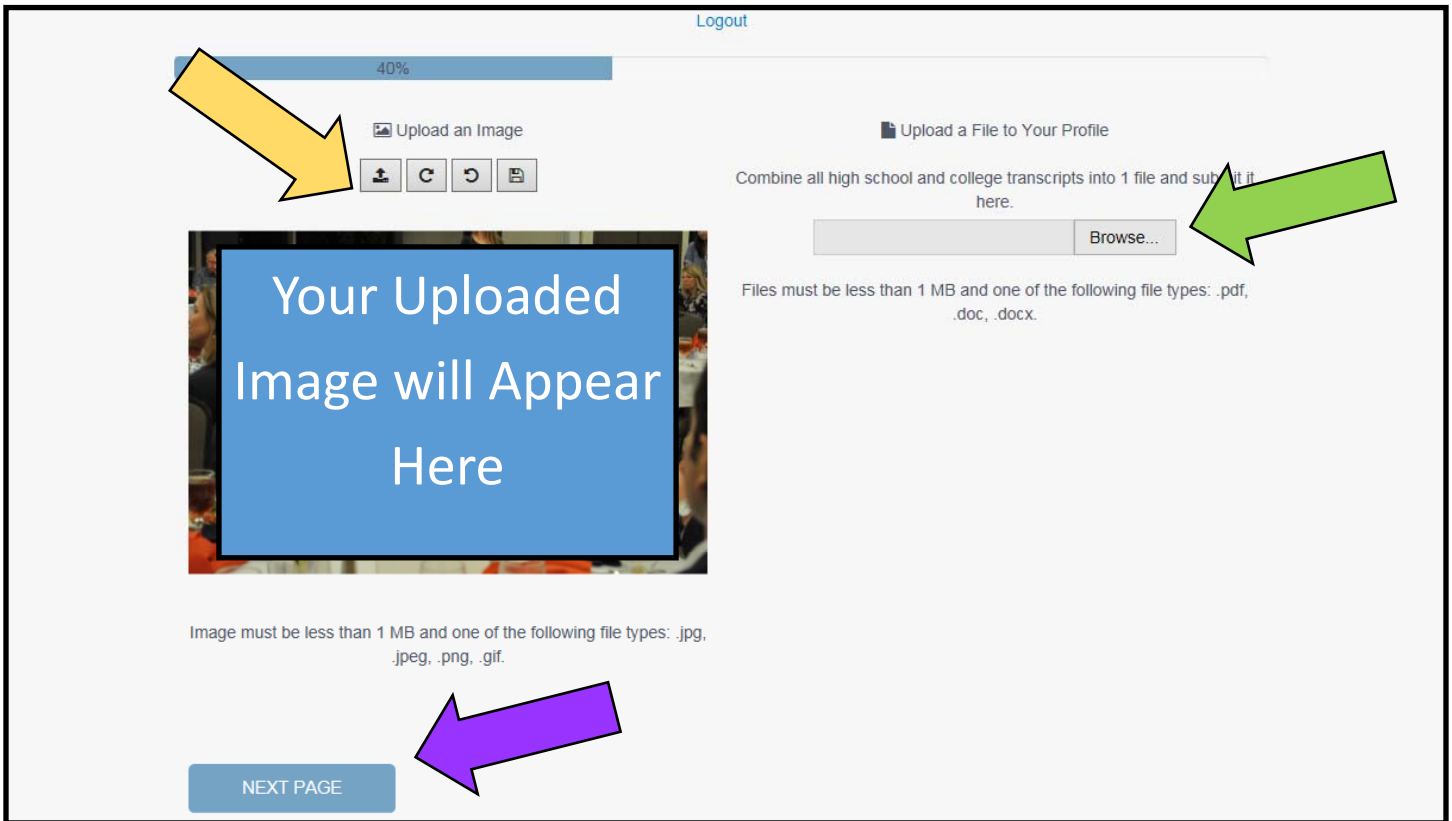 Logout
40%
Upload an Image
Your Uploaded
Image will Appear
Here
Image must be less than 1 MB and one of the following file types: .jpg,
.jpeg, .png, .gif.
NEXT PAGE
Upload a File to Your Profile
Combine all high school and college transcripts into 1 file and it
here.
Browse...
Files must be less than 1 MB and one of the following file types: .pdf,
.doc, .docx.